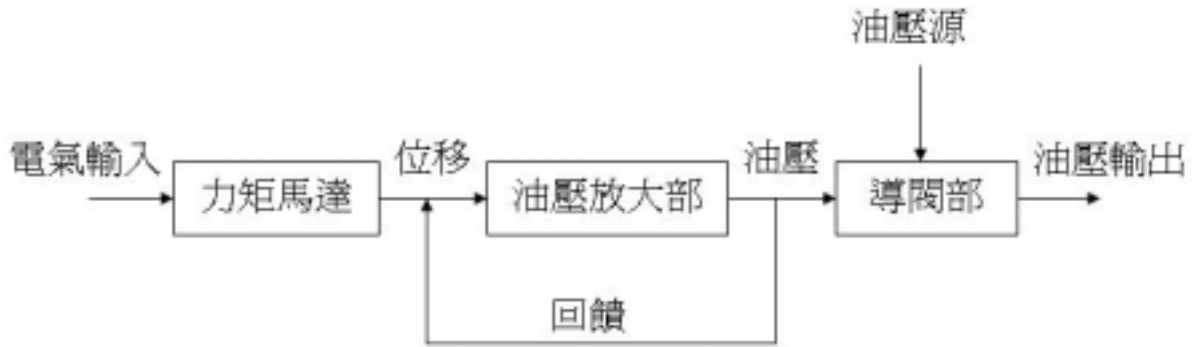 油壓源
電氣輸入
力矩馬達
位移
油壓放大部
油壓
導閥部
油壓輸出
回饋